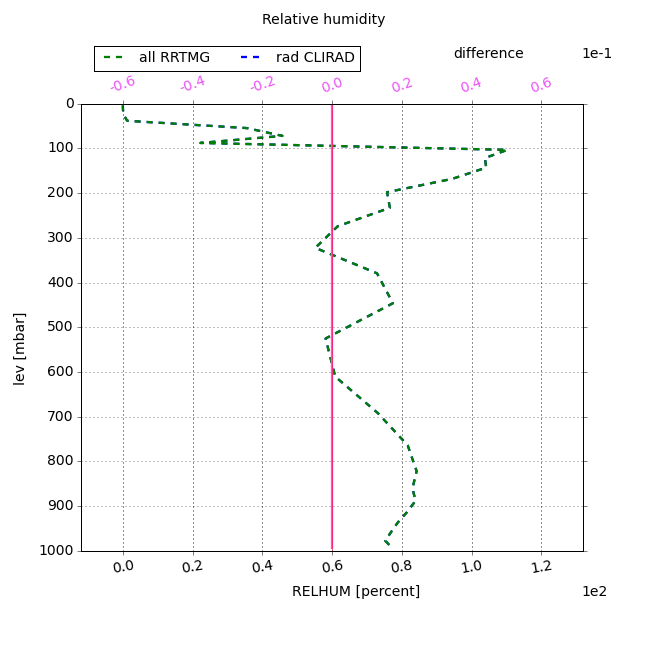 Relative humidity
all RRTMG rad CLIRAD
difference 1e-1
-0.6 -0.4 -0.2 0.0 0.2 0.4 0.6
0
100
200
300
400
500
600
700
800
900
1000
lev [mbar]
0.0 0.2 0.4 0.6 0.8 1.0 1.2
RELHUM [percent] 1e2